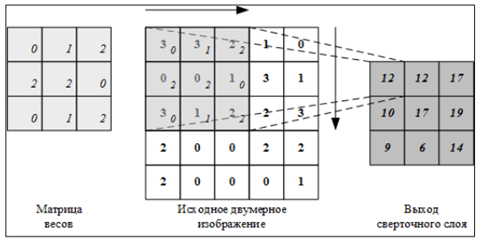 0 1 2
2 2 0
0 1 2
3 0 3 1 2 2 1 0
0 2 0 2 1 0 3 1
3 0 1 1 2 2 2 3
2 0 0 2 2
2 0 0 0 1
12 12 17
10 17 19
9 6 14
Матрица
весов
Исходное двумерное
изображение
Выход
сверточного слоя